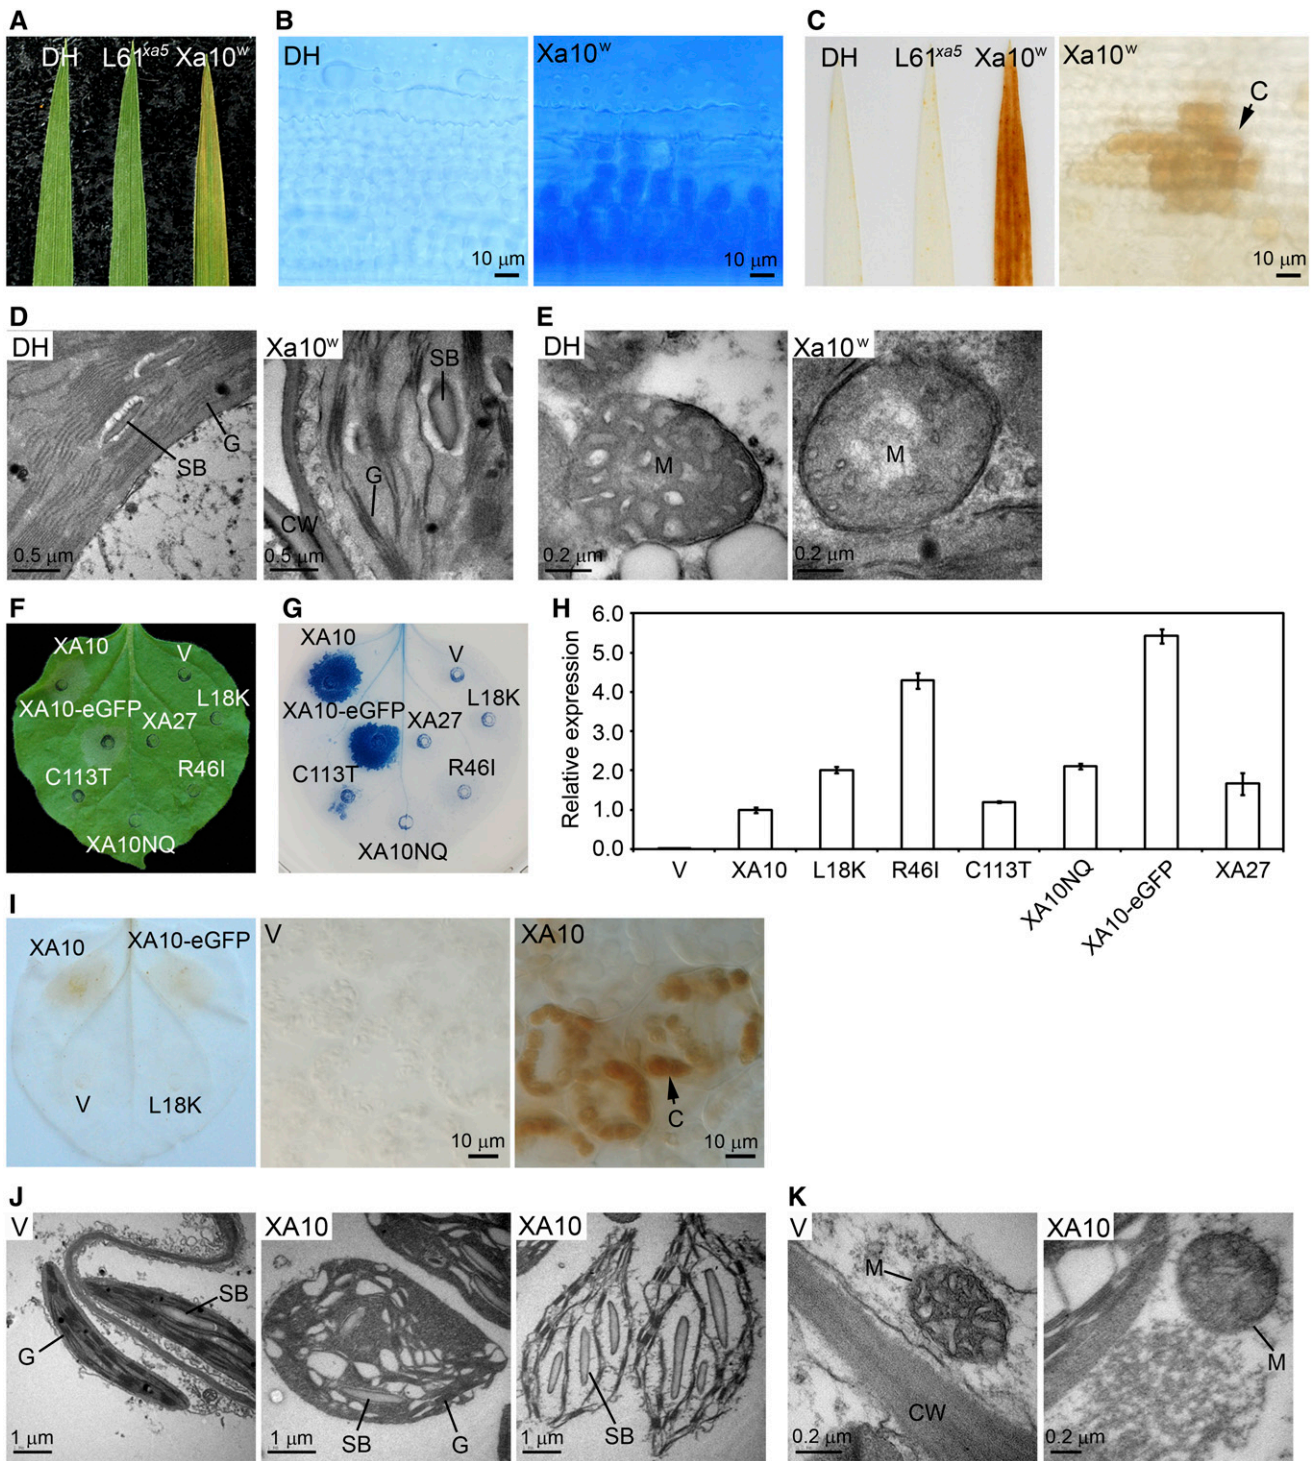 A
DH L61xa5 Xa10w
B
DH
10 μm
Xa10w
10 μm
C
DH L61xa5 Xa10w
Xa10w
C
10 μm
D
DH
G
SB
0.5 μm
Xa10w
SB
G
CW
0.5 μm
E
DH
M
0.2 μm
Xa10w
M
0.2 μm
F
XA10
V
L18K
XA10-eGFP
XA27
C113T
R46I
XA10NQ
G
XA10
V
L18K
XA10-eGFP
XA27
C113T
R46I
XA10NQ
H
Relative expression
6.0
5.0
4.0
3.0
2.0
1.0
0.0
V XA10 L18K R46I C113T XA10NQ XA10-eGFP XA27
I
XA10 XA10-eGFP
V L18K
V
10 μm
XA10
C
10 μm
J
V
SB
G
1 μm
XA10
SB
G
1 μm
XA10
SB
1 μm
K
V
M
CW
0.2 μm
XA10
M
0.2 μm